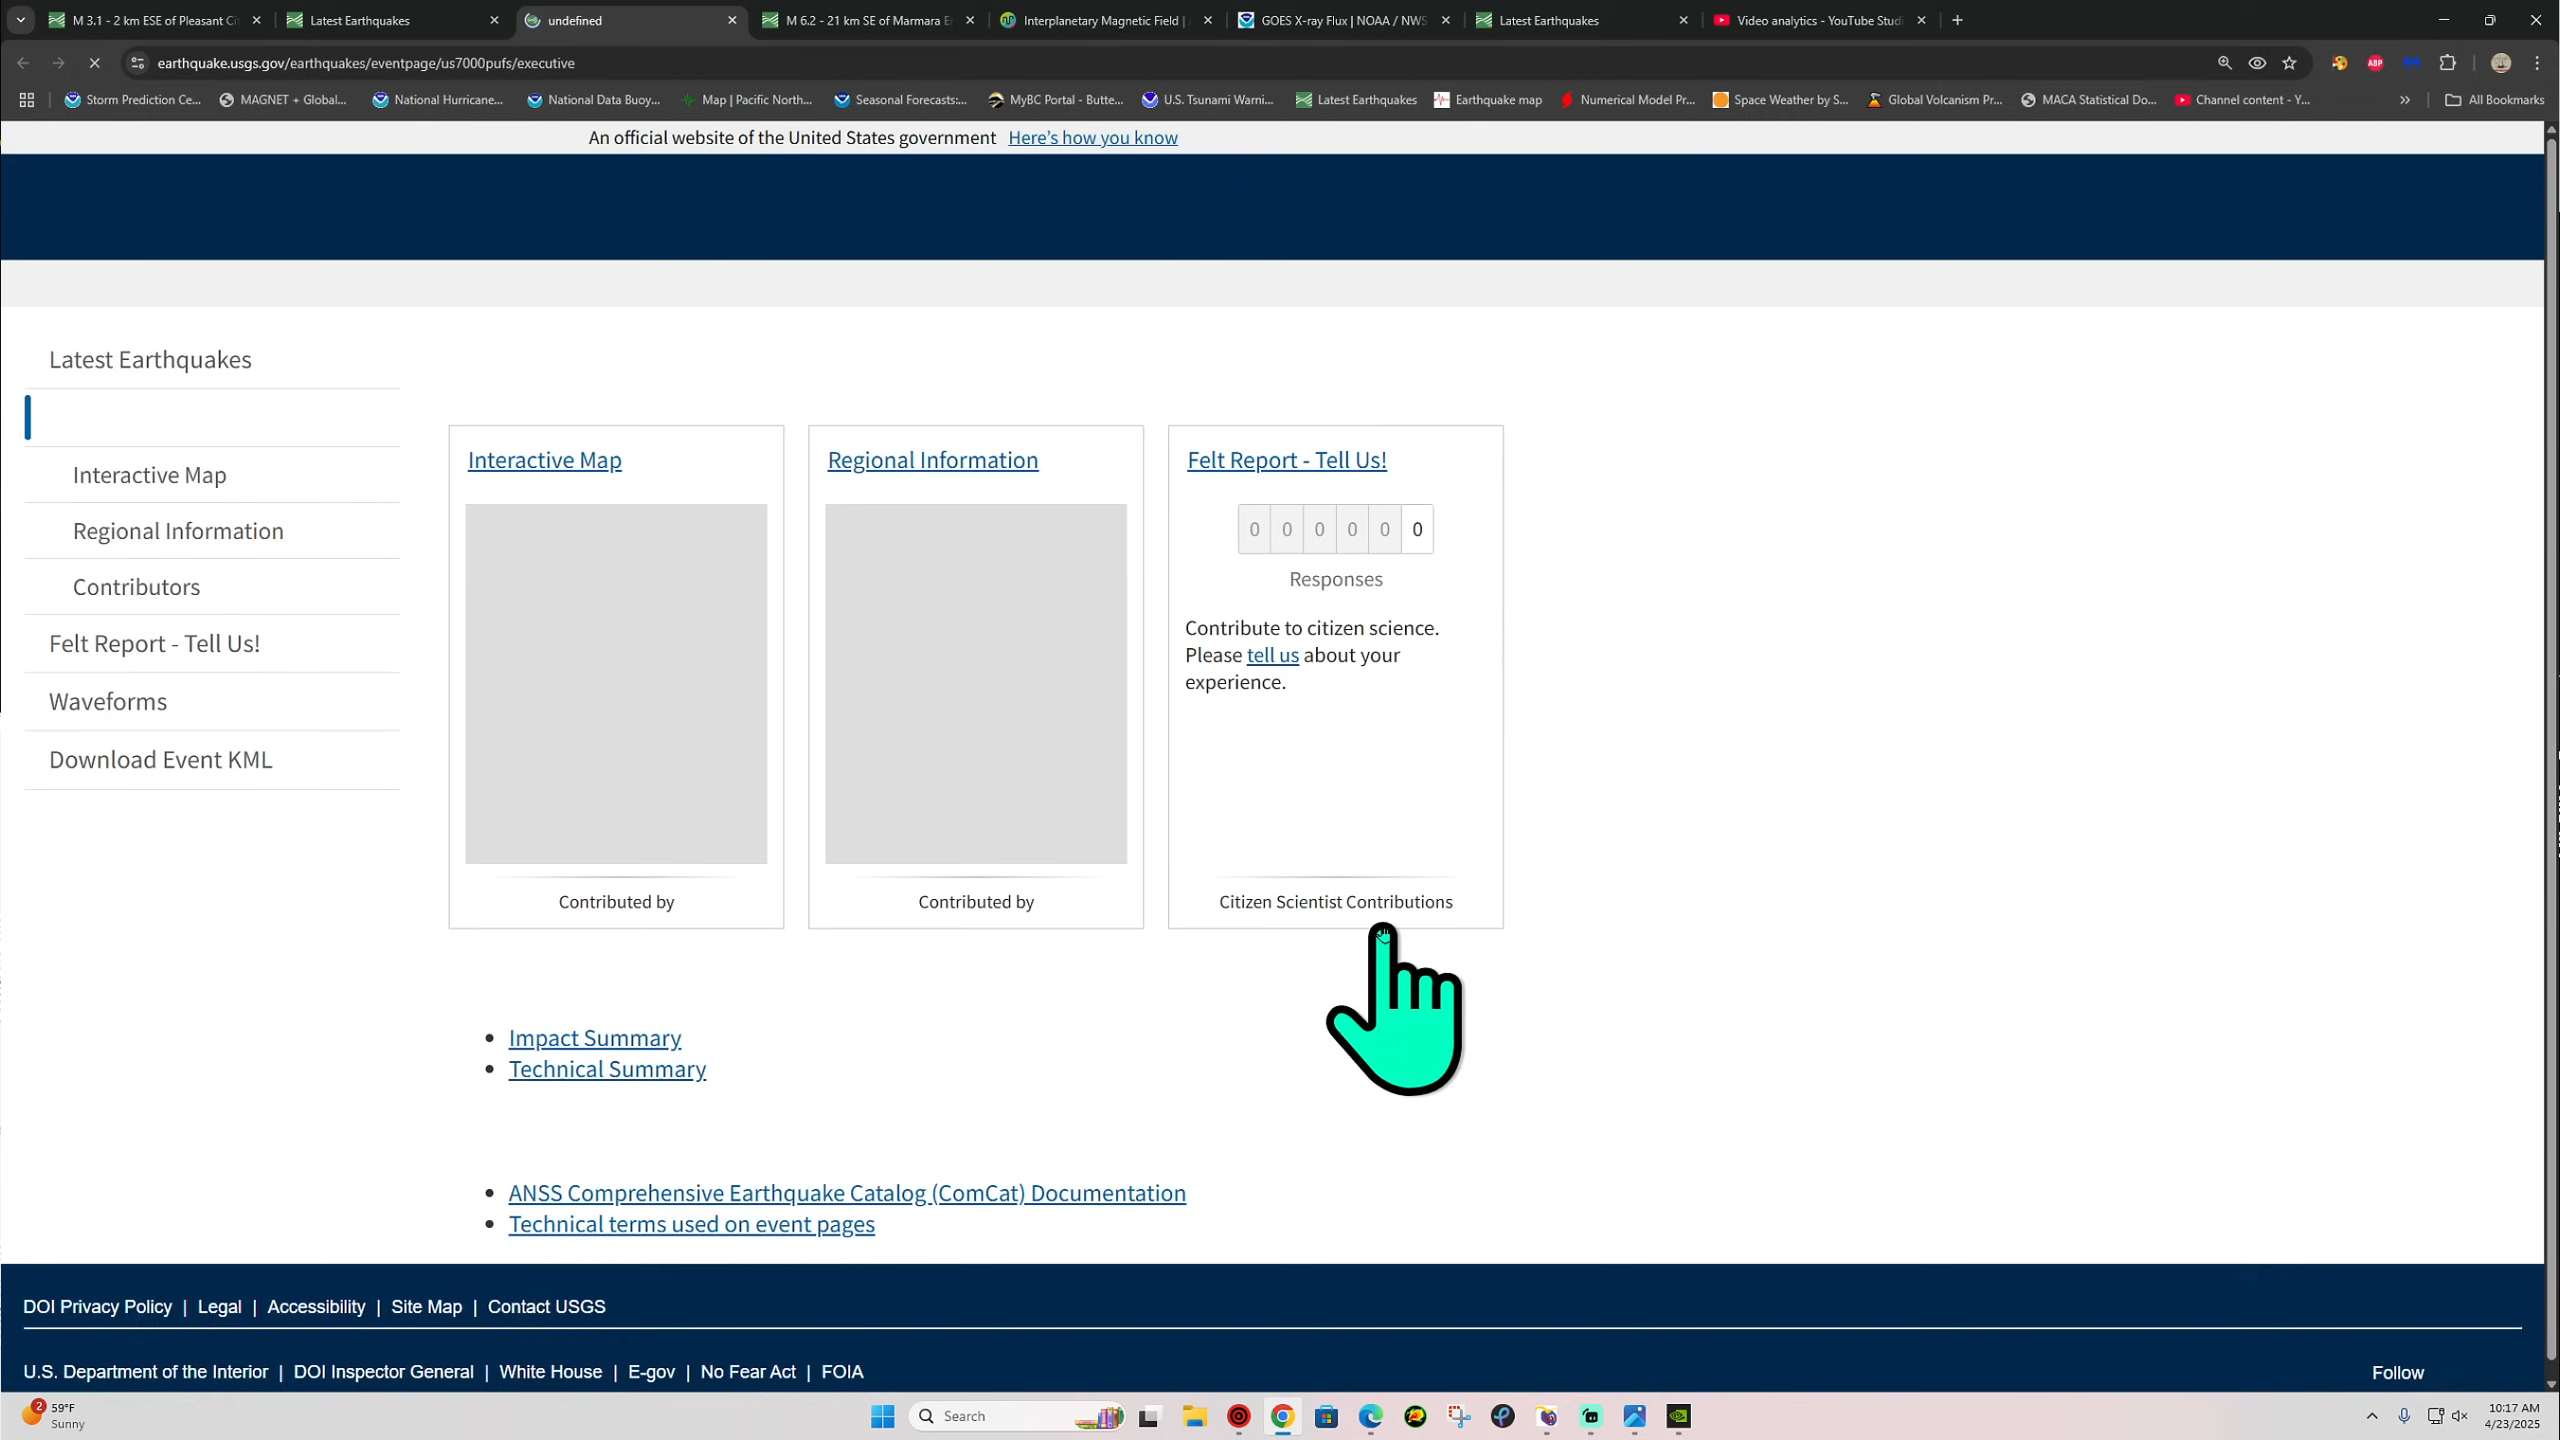 M 3.1 - 2 km ESE of Pleasant Ci
Latest Earthquakes
undefined
M 6.2 - 21 km SE of Marmara E
Interplanetary Magnetic Field |
GOES X-ray Flux | NOAA / NWS
Latest Earthquakes
Video analytics - YouTube Studi
earthquake.usgs.gov/earthquakes/eventpage/us7000pufs/executive
ABP
Storm Prediction Ce...
MAGNET + Global...
National Hurricane...
National Data Buoy...
Map | Pacific North...
Seasonal Forecasts:...
MyBC Portal - Butte...
U.S. Tsunami Warni...
Latest Earthquakes
Earthquake map
Numerical Model Pr...
Space Weather by S...
Global Volcanism Pr...
MACA Statistical Do...
Channel content - Y...
All Bookmarks
An official website of the United States government Here's how you know
Latest Earthquakes
Interactive Map
Regional Information
Contributors
Felt Report - Tell Us!
Waveforms
Download Event KML
Interactive Map
Contributed by
Regional Information
Contributed by
Felt Report - Tell Us!
0 0 0 0 0 0
Responses
Contribute to citizen science.
Please tell us about your
experience.
Citizen Scientist Contributions
Impact Summary
Technical Summary
ANSS Comprehensive Earthquake Catalog (ComCat) Documentation
Technical terms used on event pages
DOI Privacy Policy | Legal | Accessibility | Site Map | Contact USGS
U.S. Department of the Interior | DOI Inspector General | White House | E-gov | No Fear Act | FOIA
Follow
2
59°F
Sunny
Search
10:17 AM
4/23/2025